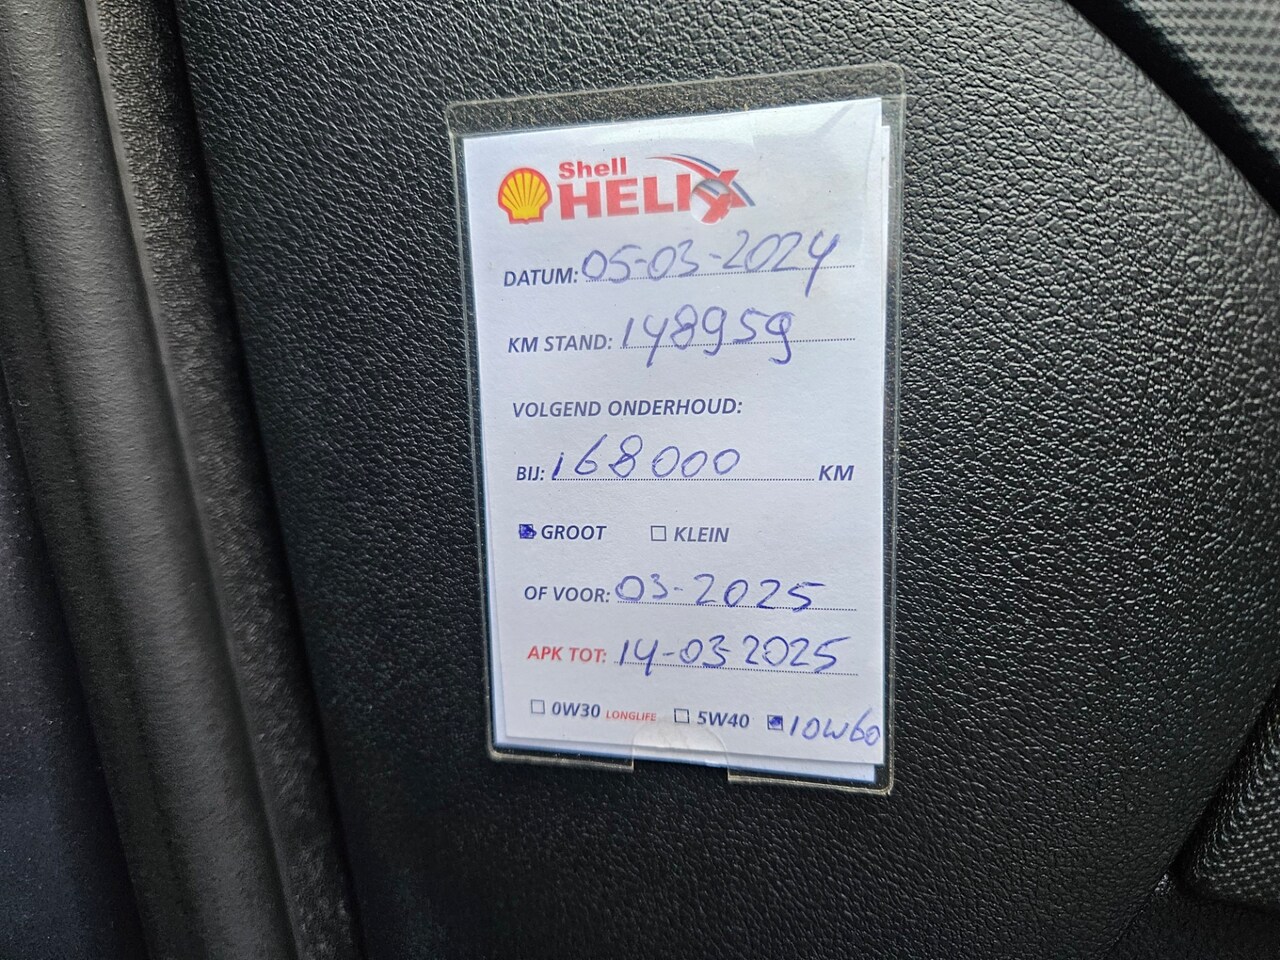 Shell
HELIX
DATUM: 05-03-2024
KM STAND: 148959
VOLGEND ONDERHOUD:
BIJ: 168000 KM
GROOT KLEIN
OF VOOR: 03-2025
APK TOT: 14-03-2025
0W30 LONGLIFE 5W40 10W60